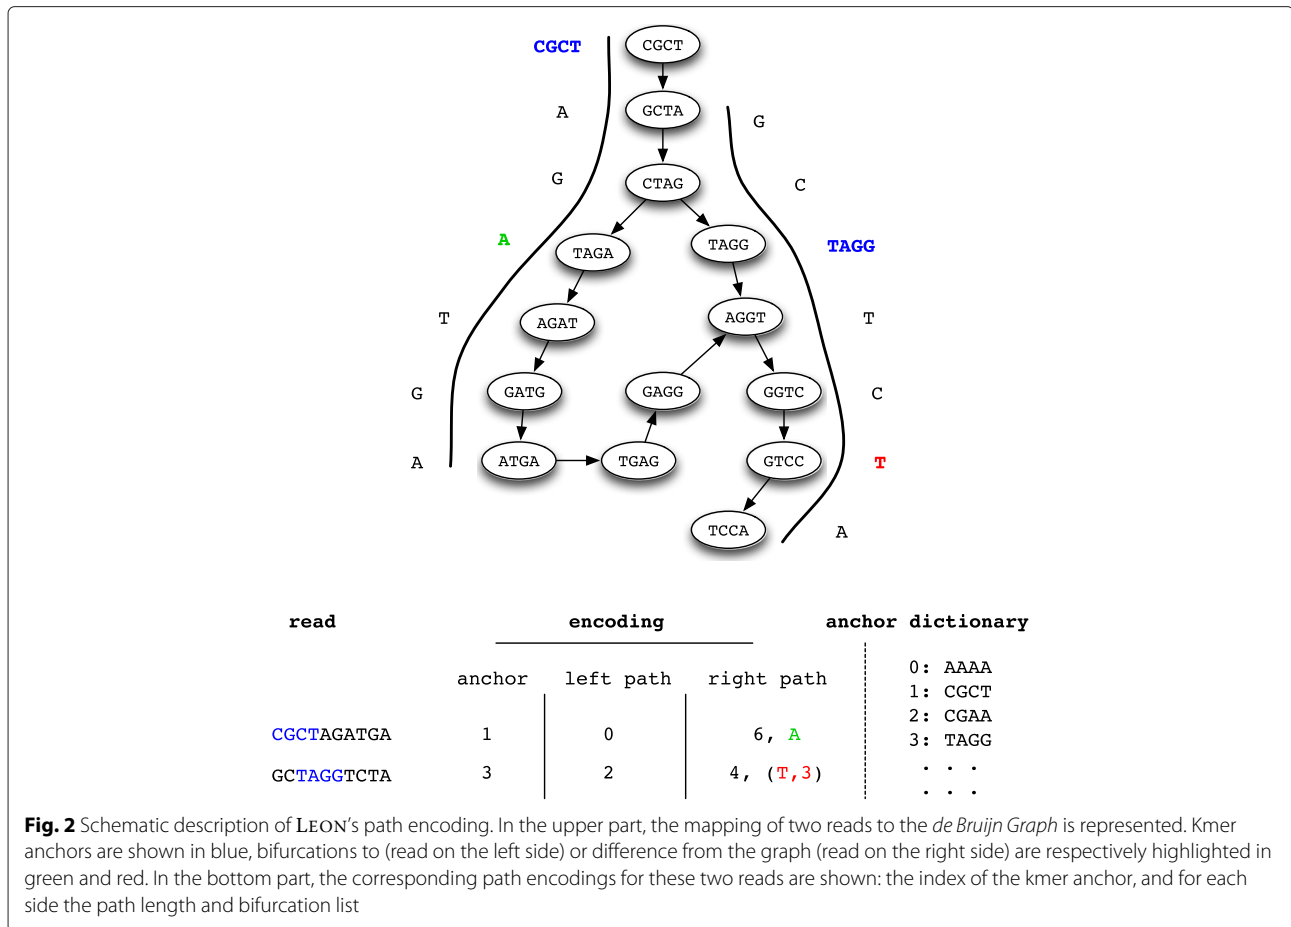 CGCT CGCT
A GCTA G
G CTAG C
A TAGA TAGG TAGG
T AGAT AGGT T
G GATG GAGG GGTC C
A ATGA TGAG GTCC T
TCCA A
read encoding anchor dictionary
anchor left path right path
0: AAAA
1: CGCT
2: CGAA
3: TAGG
. . .
. . .
CGCTAGATGA 1 0 6, A
GCTAGGTCTA 3 2 4, (T,3)
Fig. 2 Schematic description of LEON's path encoding. In the upper part, the mapping of two reads to the de Bruijn Graph is represented. Kmer
anchors are shown in blue, bifurcations to (read on the left side) or difference from the graph (read on the right side) are respectively highlighted in
green and red. In the bottom part, the corresponding path encodings for these two reads are shown: the index of the kmer anchor, and for each
side the path length and bifurcation list